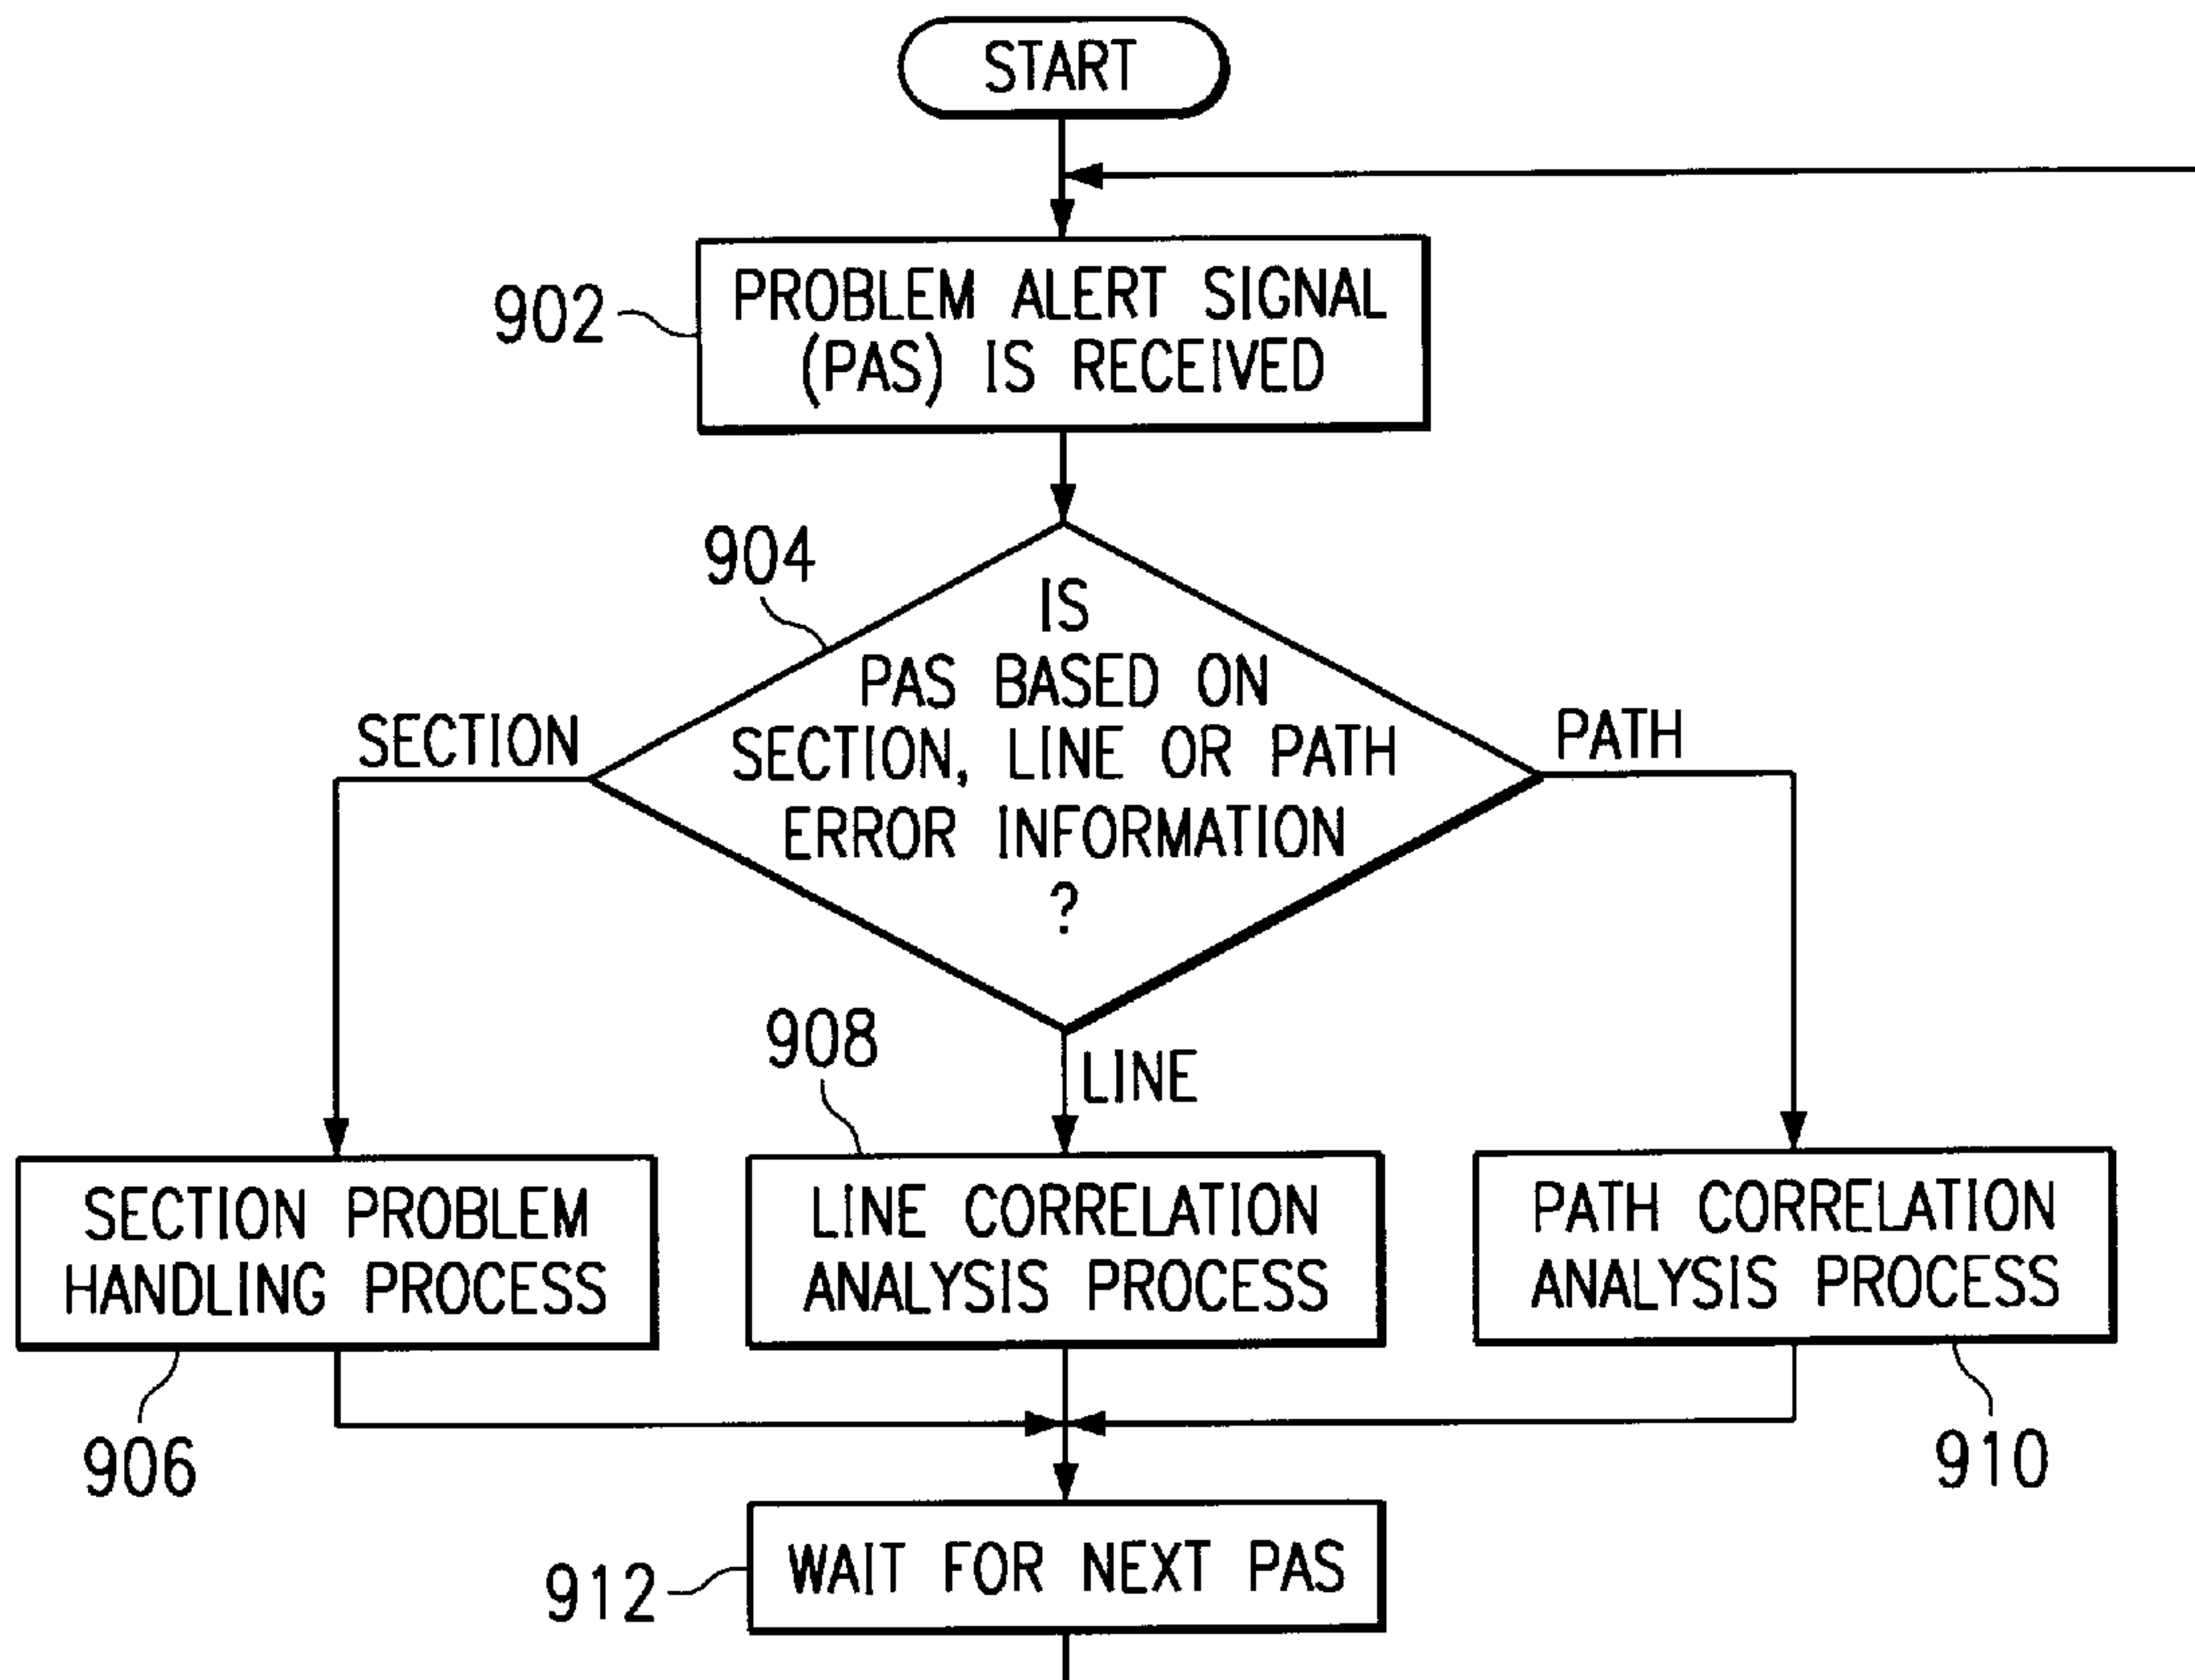 START
902
PROBLEM ALERT SIGNAL
(PAS) IS RECEIVED
904
IS
PAS BASED ON
SECTION, LINE OR PATH
ERROR INFORMATION
?
SECTION
PATH
LINE
908
SECTION PROBLEM
HANDLING PROCESS
LINE CORRELATION
ANALYSIS PROCESS
PATH CORRELATION
ANALYSIS PROCESS
906
910
912
WAIT FOR NEXT PAS